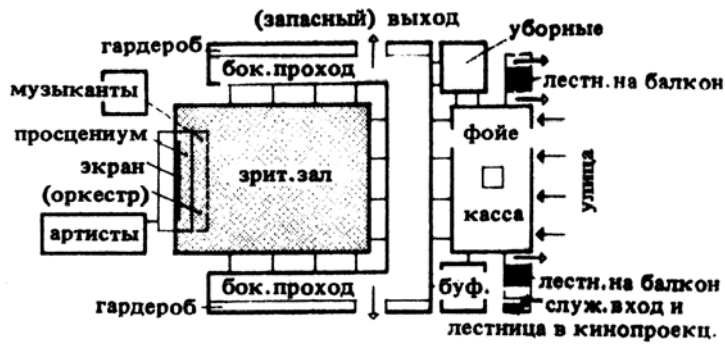 (запасный) выход
гардероб
уборные
бок.проход
музыканты
лестн.на балкон
просцениум
фойе
экран
зрит.зал
улица
(оркестр)
касса
артисты
бок.проход
буф.
лестн.на балкон
гардероб
служ.вход и
лестница в кинопроекц.